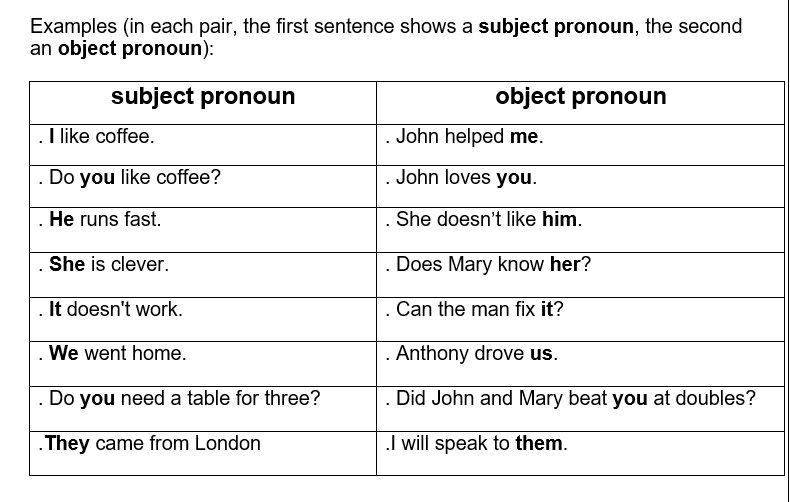 Examples (in each pair, the first sentence shows a subject pronoun, the second
an object pronoun):
subject pronoun
object pronoun
. I like coffee.
. John helped me.
. Do you like coffee?
. John loves you.
. He runs fast.
. She doesn’t like him.
. She is clever.
. Does Mary know her?
. It doesn't work.
. Can the man fix it?
. We went home.
. Anthony drove us.
. Do you need a table for three?
. Did John and Mary beat you at doubles?
.They came from London
.I will speak to them.